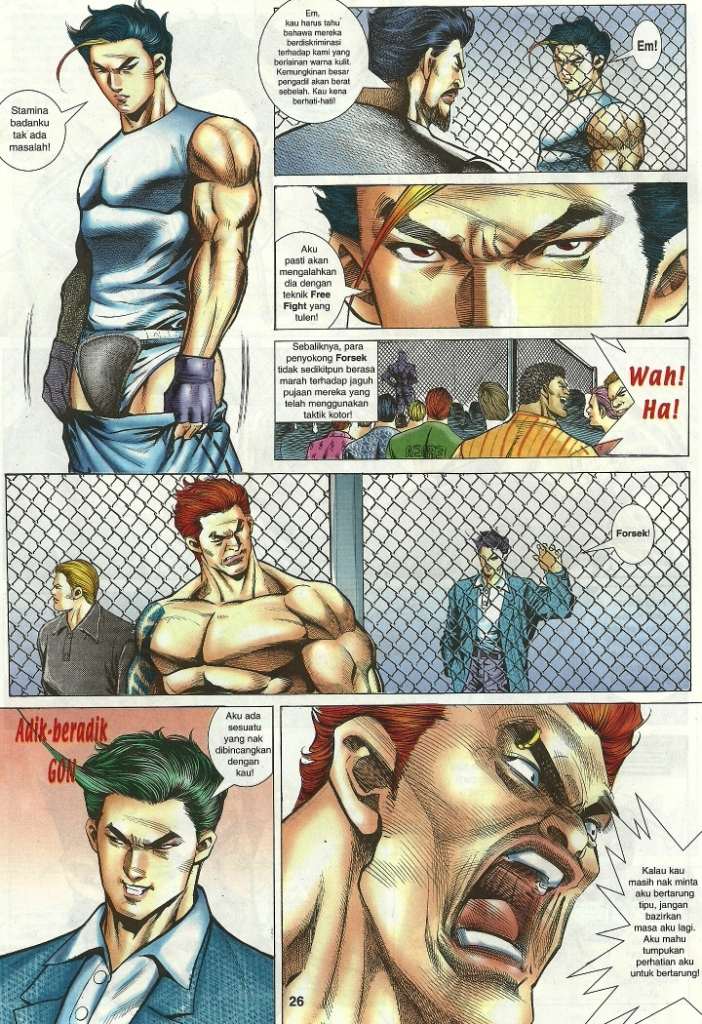 Stamina
badanku
tak ada
masalah!
Em,
kau harus tahu
bahawa mereka
berdiskriminasi
terhadap kami yang
berlainan warna kulit.
Kemungkinan besar
pengadil akan berat
sebelah. Kau kena
berhati-hati!
Em!
Aku
pasti akan
mengalahkan
dia dengan
teknik Free
Fight yang
tulen!
Sebaliknya, para
penyokong Forsek
tidak sedikitpun berasa
marah terhadap jaguh
pujaan mereka yang
telah menggunakan
taktik kotor!
Wah!
Ha!
Forsek!
Adik-beradik
GON
Aku ada
sesuatu
yang nak
dibincangkan
dengan
kau!
Kalau kau
masih nak minta
aku bertarung
tipu, jangan
bazirkan
masa aku lagi.
Aku mahu
tumpukan
perhatian aku
untuk bertarung!
26